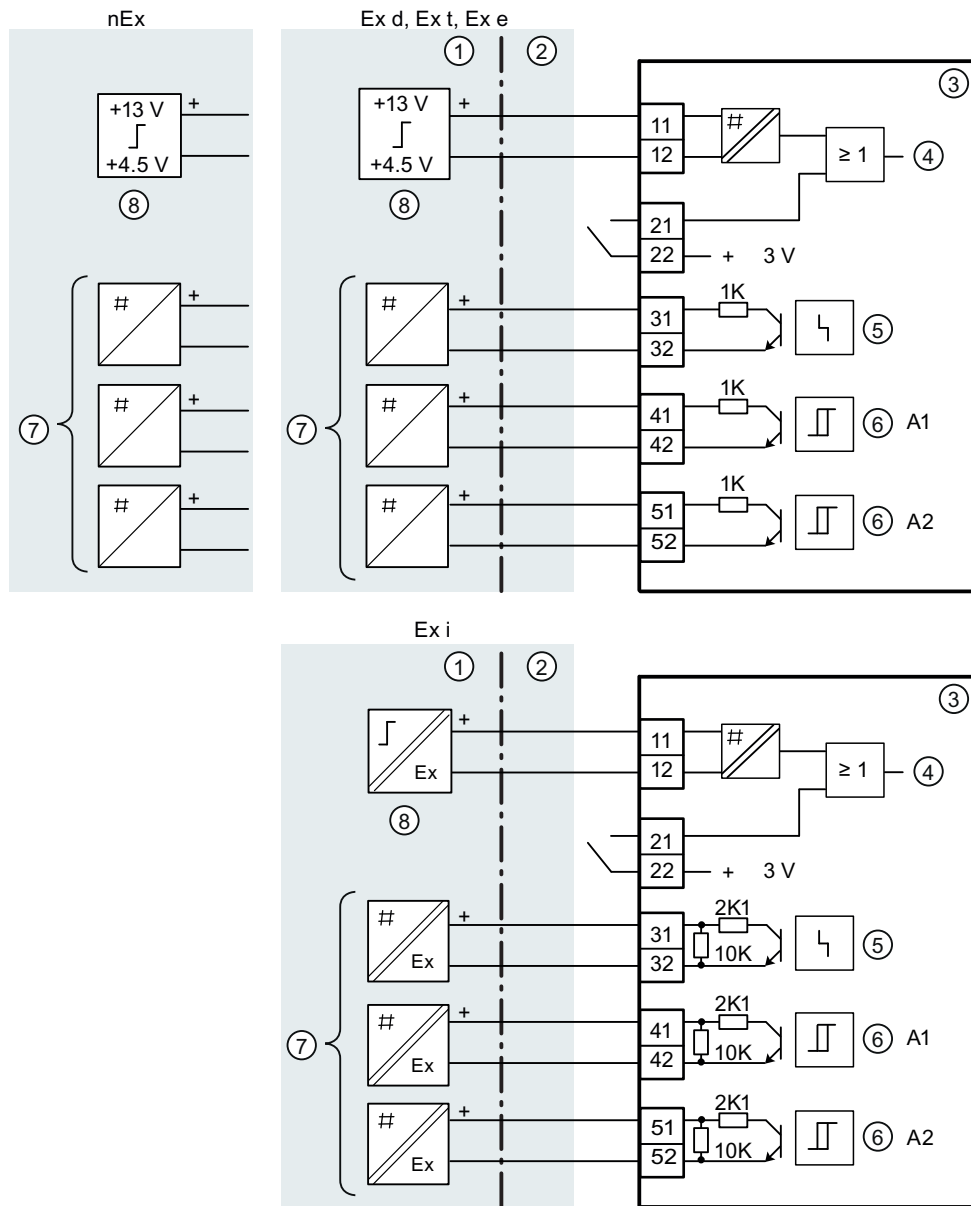 nEx
Ex d, Ex t, Ex e
1 2
3
+13 V +
+4.5 V
8
+13 V +
+4.5 V
8
11
12
#
≥ 1
4
21
22
+ 3 V
7
# +
# +
# +
7
# +
# +
# +
31
32
1K
5
41
42
1K
6 A1
51
52
1K
6 A2
Ex i
1 2
3
+
Ex
8
11
12
#
≥ 1
4
21
22
+ 3 V
7
# +
Ex
# +
Ex
# +
Ex
31
32
2K1
10K
5
41
42
2K1
10K
6 A1
51
52
2K1
10K
6 A2